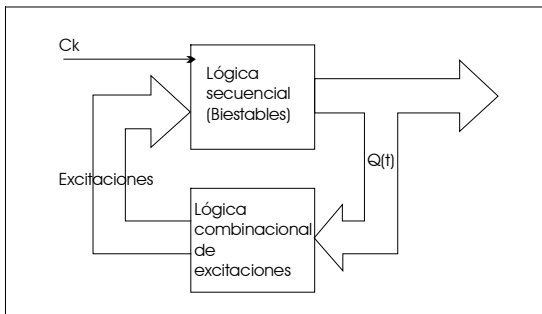 Ck
Lógica
secuencial
(Biestables)
Excitaciones
Q(t)
Lógica
combinacional
de
excitaciones